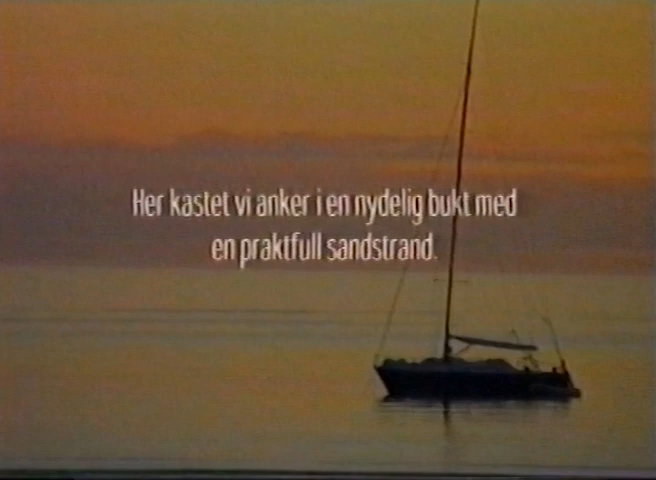 Her kastet vi anker i en nydelig bukt med
en praktfull sandstrand.